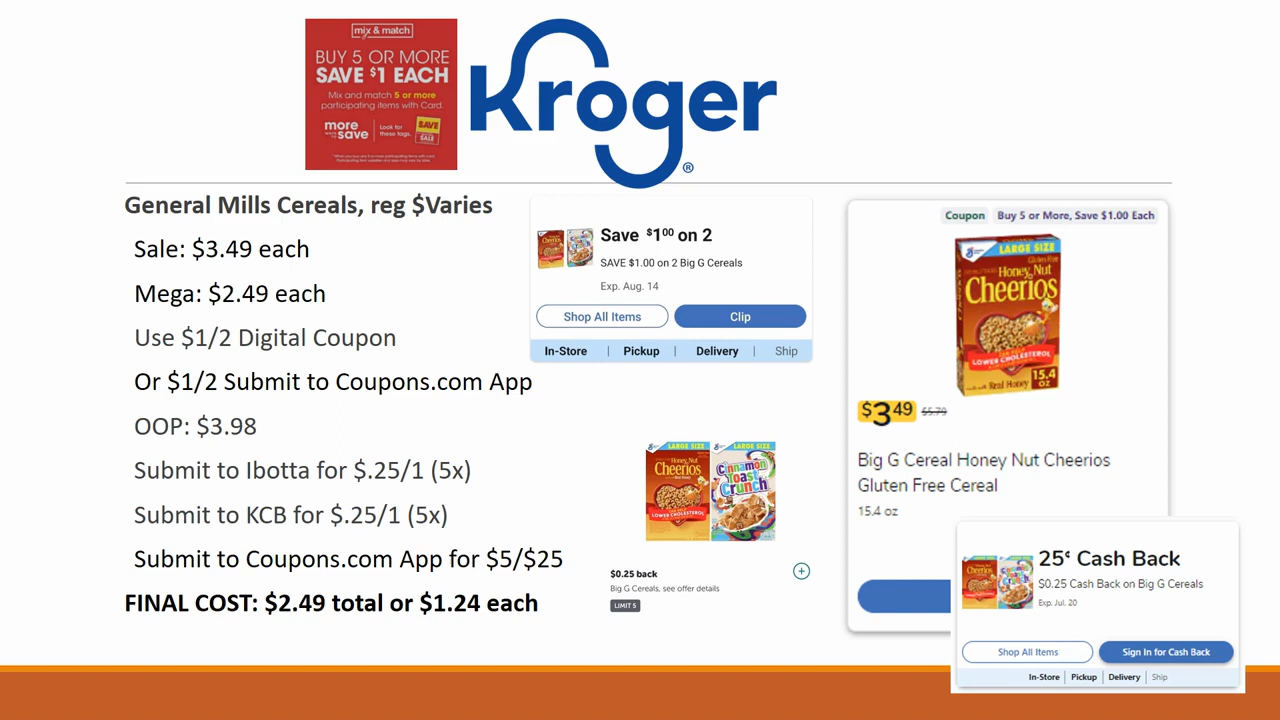 mix & match
BUY 5 OR MORE
SAVE $1 EACH
Mix and match 5 or more
participating items with Card.
more
save
Look for
these tags.
SAVE
SALE
Kroger
®
General Mills Cereals, reg $Varies
Sale: $3.49 each
Mega: $2.49 each
Use $1/2 Digital Coupon
Or $1/2 Submit to Coupons.com App
OOP: $3.98
Submit to Ibotta for $.25/1 (5x)
Submit to KCB for $.25/1 (5x)
Submit to Coupons.com App for $5/$25
FINAL COST: $2.49 total or $1.24 each
Save $1.00 on 2
SAVE $1.00 on 2 Big G Cereals
Exp. Aug. 14
Shop All Items
Clip
In-Store | Pickup | Delivery | Ship
LARGE SIZE LARGE SIZE
Honey Nut
Cheerios
Cinnamon
Toast
Crunch
LOWER CHOLESTEROL
$0.25 back
Big G Cereals, see offer details
LIMIT 5
Coupon Buy 5 or More, Save $1.00 Each
LARGE SIZE
Gluten Free
Honey Nut
Cheerios
LOWER CHOLESTEROL
made with Real Honey
15.4
OZ
$3.49 $5.79
Big G Cereal Honey Nut Cheerios
Gluten Free Cereal
15.4 oz
25¢ Cash Back
$0.25 Cash Back on Big G Cereals
Exp. Jul. 20
Cheerios
Shop All Items
Sign In for Cash Back
In-Store | Pickup | Delivery | Ship